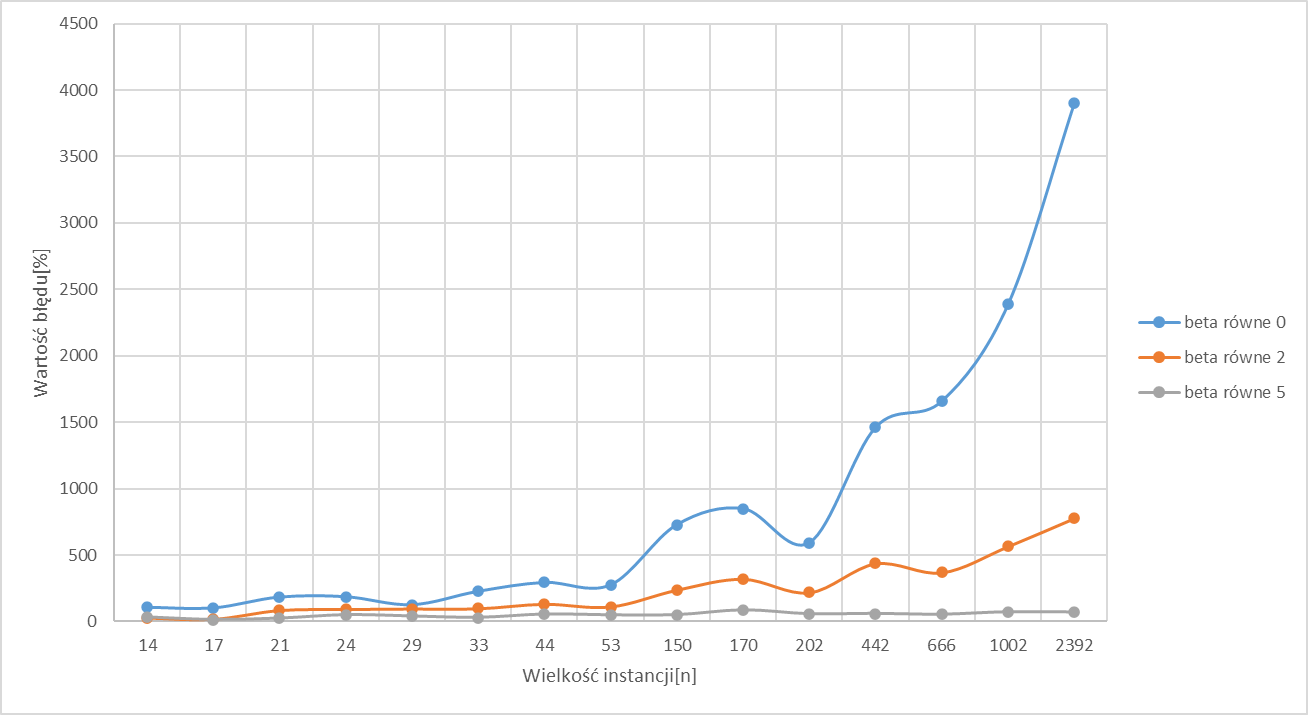 4500
4000
3500
3000
2500
2000
1500
1000
500
0
Wartość błędu[%]
14 17 21 24 29 33 44 53 150 170 202 442 666 1002 2392
Wielkość instancji[n]
beta równe 0
beta równe 2
beta równe 5